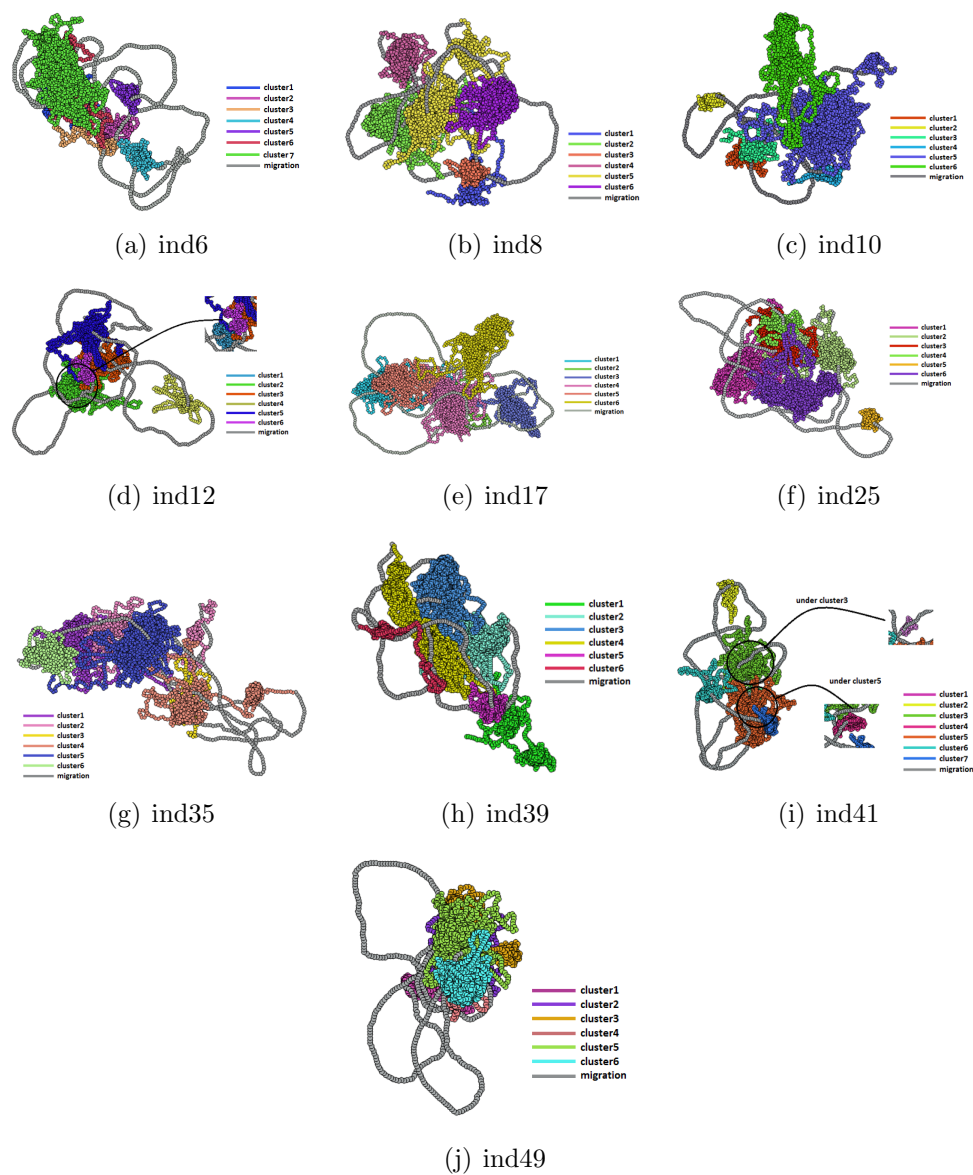 cluster1
cluster2
cluster3
cluster4
cluster5
cluster6
cluster 7
migration
(a) ind6
cluster1
cluster2
cluster3
cluster4
cluster5
cluster6
migration
(b) ind8
cluster1
cluster2
cluster3
cluster4
cluster5
cluster6
migration
(c) ind10
cluster1
cluster2
cluster3
cluster4
cluster5
cluster6
migration
(d) ind12
cluster1
cluster2
cluster3
cluster4
cluster5
cluster6
migration
(e) ind17
cluster1
cluster2
cluster3
cluster4
cluster5
cluster6
migration
(f) ind25
cluster1
cluster2
cluster3
cluster4
cluster5
cluster6
migration
(g) ind35
cluster1
cluster2
cluster3
cluster4
cluster5
cluster6
migration
(h) ind39
under cluster3
under cluster5
cluster1
cluster2
cluster3
cluster4
cluster5
cluster6
cluster7
migration
(i) ind41
cluster1
cluster2
cluster3
cluster4
cluster5
cluster6
migration
(j) ind49